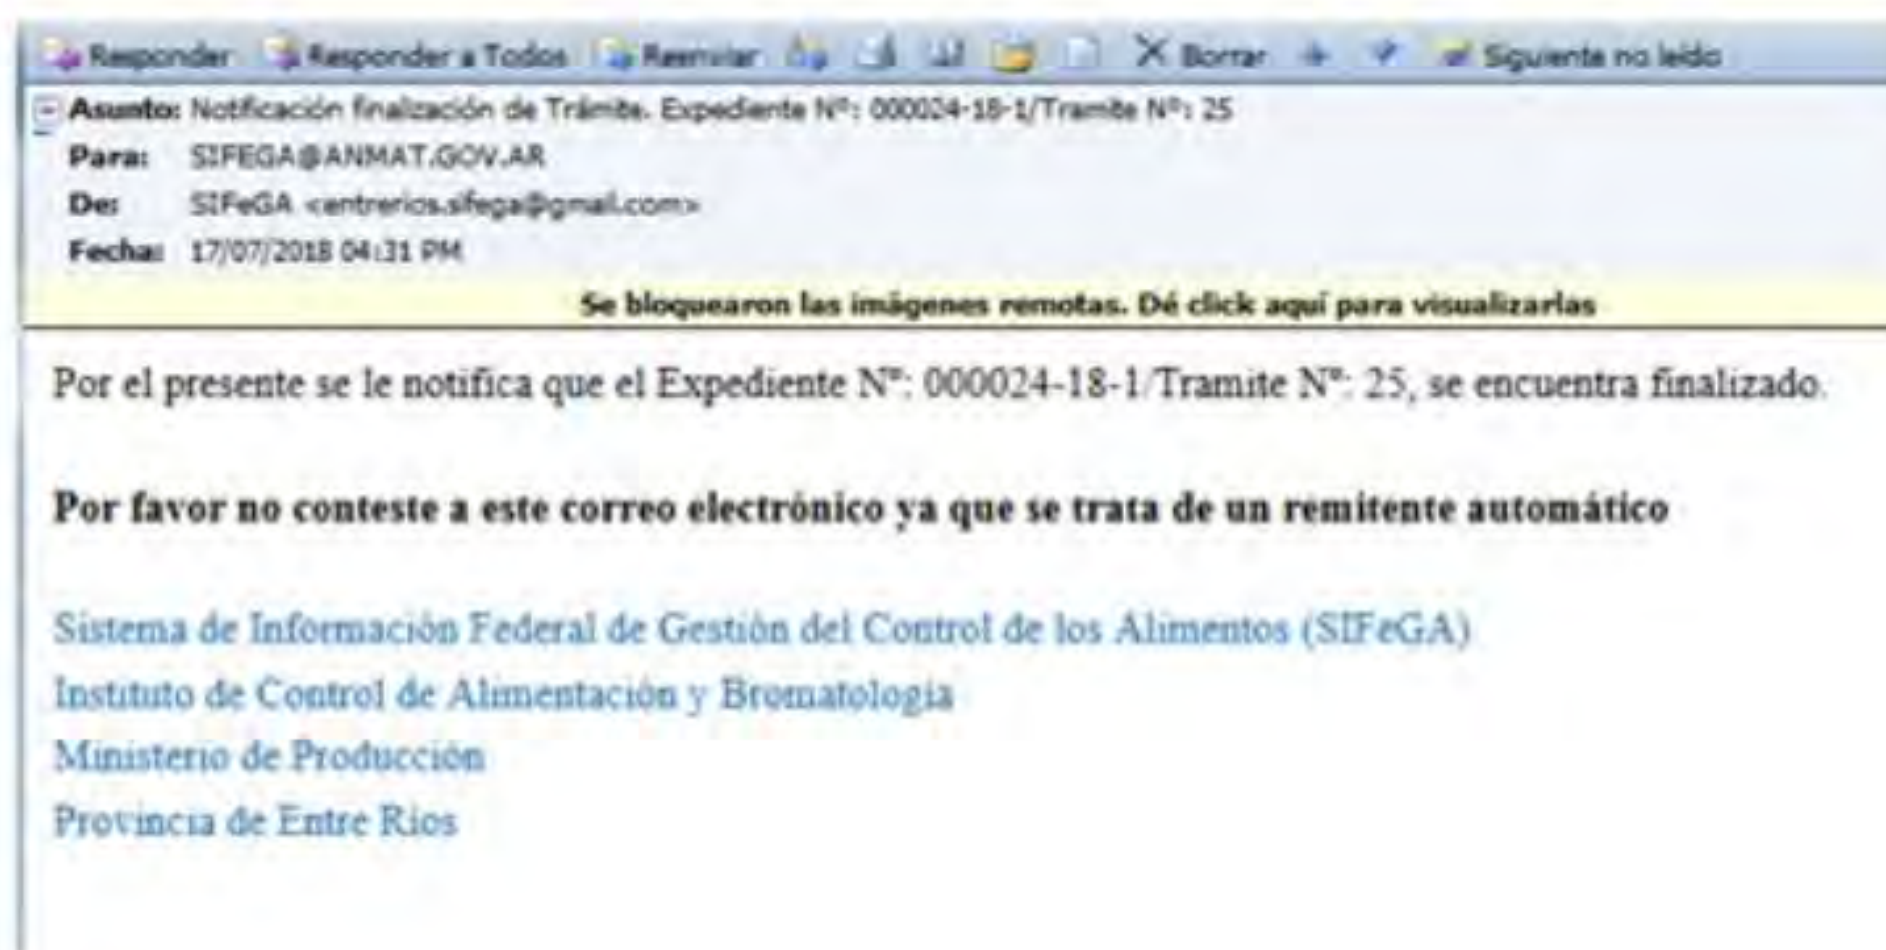 Responder Responder a Todos Reenviar Borrar Siguiente no leído
Asunto: Notificación finalización de Trámite. Expediente Nº: 000024-18-1/Tramite Nº: 25
Para: SIFEGA@ANMAT.GOV.AR
De: SIFeGA <entrerios.sifega@gmail.com>
Fecha: 17/07/2018 04:31 PM
Se bloquearon las imágenes remotas. Dé click aquí para visualizarlas
Por el presente se le notifica que el Expediente Nº: 000024-18-1/Tramite Nº: 25, se encuentra finalizado.
Por favor no conteste a este correo electrónico ya que se trata de un remitente automático
Sistema de Información Federal de Gestión del Control de los Alimentos (SIFeGA)
Instituto de Control de Alimentación y Bromatología
Ministerio de Producción
Provincia de Entre Ríos